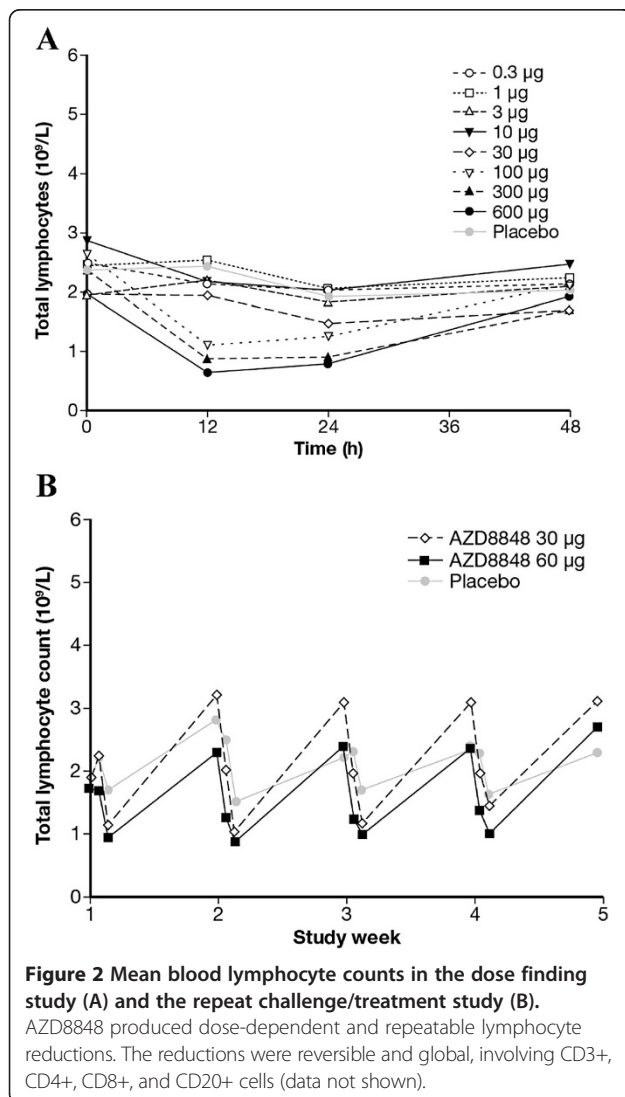 A
Total lymphocytes (10⁹/L)
6
5
4
3
2
1
0
0 12 24 36 48
Time (h)
0.3 µg
1 µg
3 µg
10 µg
30 µg
100 µg
300 µg
600 µg
Placebo
B
Total lymphocyte count (10⁹/L)
6
5
4
3
2
1
0
1 2 3 4 5
Study week
AZD8848 30 µg
AZD8848 60 µg
Placebo
Figure 2 Mean blood lymphocyte counts in the dose finding
study (A) and the repeat challenge/treatment study (B).
AZD8848 produced dose-dependent and repeatable lymphocyte
reductions. The reductions were reversible and global, involving CD3+,
CD4+, CD8+, and CD20+ cells (data not shown).